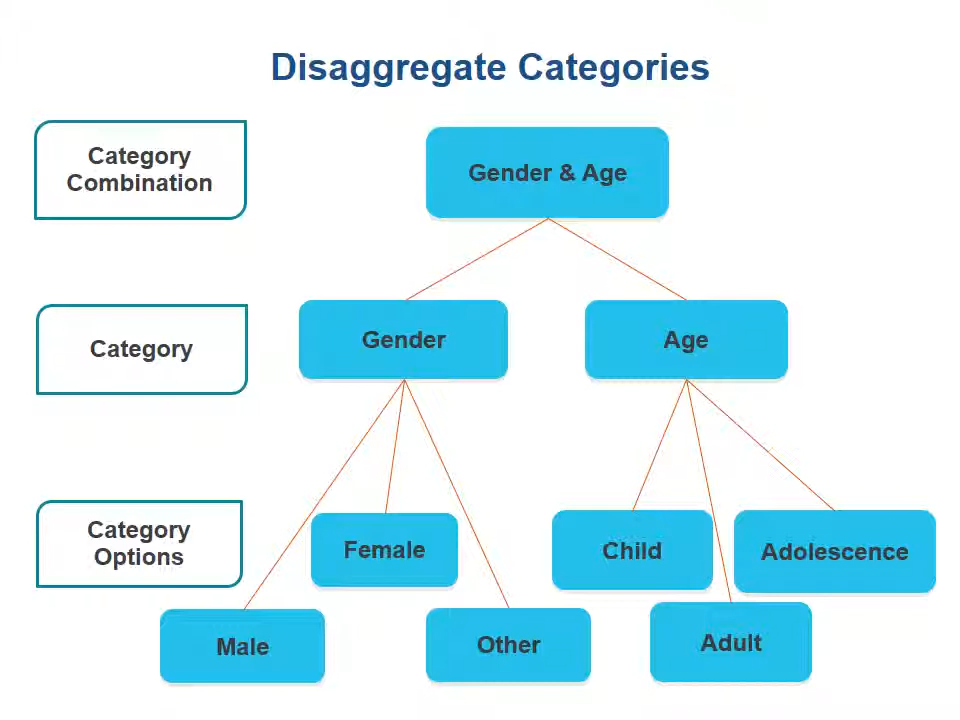 Disaggregate Categories
Category
Combination
Gender & Age
Category
Gender
Age
Category
Options
Female
Child
Adolescence
Male
Other
Adult